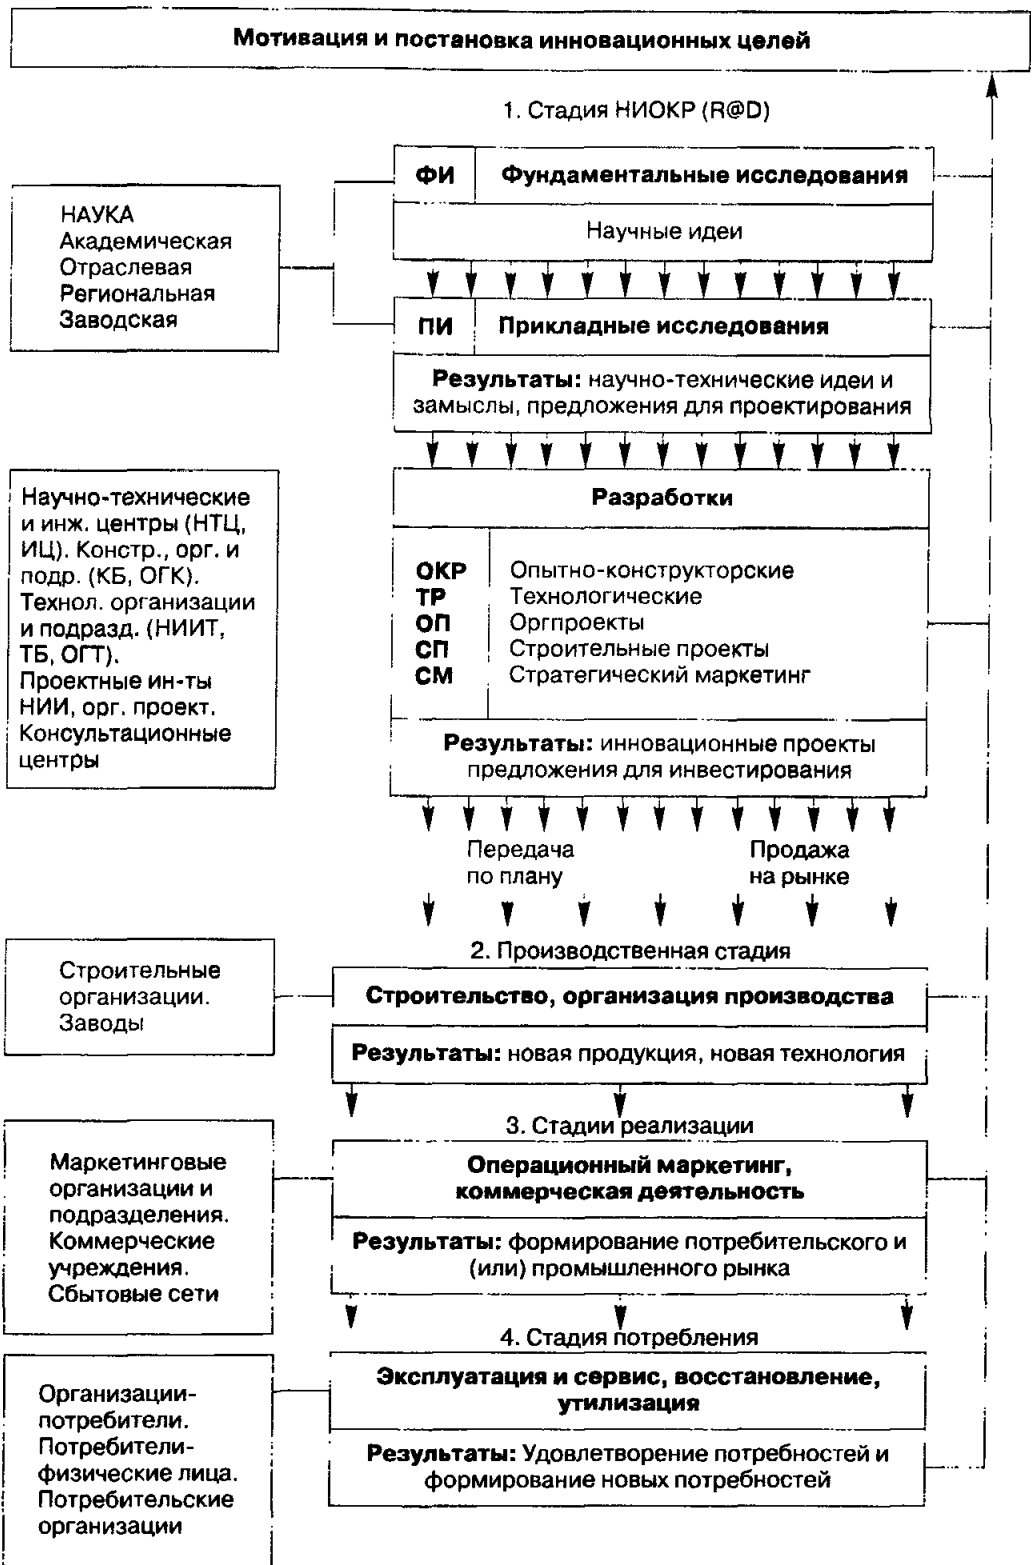 Мотивация и постановка инновационных целей
1. Стадия НИОКР (R@D)
ФИ
Фундаментальные исследования
Научные идеи
НАУКА
Академическая
Отраслевая
Региональная
Заводская
ПИ
Прикладные исследования
Результаты: научно-технические идеи и
замыслы, предложения для проектирования
Научно-технические
и инж. центры (НТЦ,
ИЦ). Констр., орг. и
подр. (КБ, ОГК).
Технол. организации
и подразд. (НИИТ,
ТБ, ОГТ).
Проектные ин-ты
НИИ, орг. проект.
Консультационные
центры
Разработки
ОКР Опытно-конструкторские
ТР Технологические
ОП Оргпроекты
СП Строительные проекты
СМ Стратегический маркетинг
Результаты: инновационные проекты
предложения для инвестирования
Передача
по плану
Продажа
на рынке
2. Производственная стадия
Строительные
организации.
Заводы
Строительство, организация производства
Результаты: новая продукция, новая технология
3. Стадии реализации
Маркетинговые
организации и
подразделения.
Коммерческие
учреждения.
Сбытовые сети
Операционный маркетинг,
коммерческая деятельность
Результаты: формирование потребительского и
(или) промышленного рынка
4. Стадия потребления
Организации-
потребители.
Потребители-
физические лица.
Потребительские
организации
Эксплуатация и сервис, восстановление,
утилизация
Результаты: Удовлетворение потребностей и
формирование новых потребностей